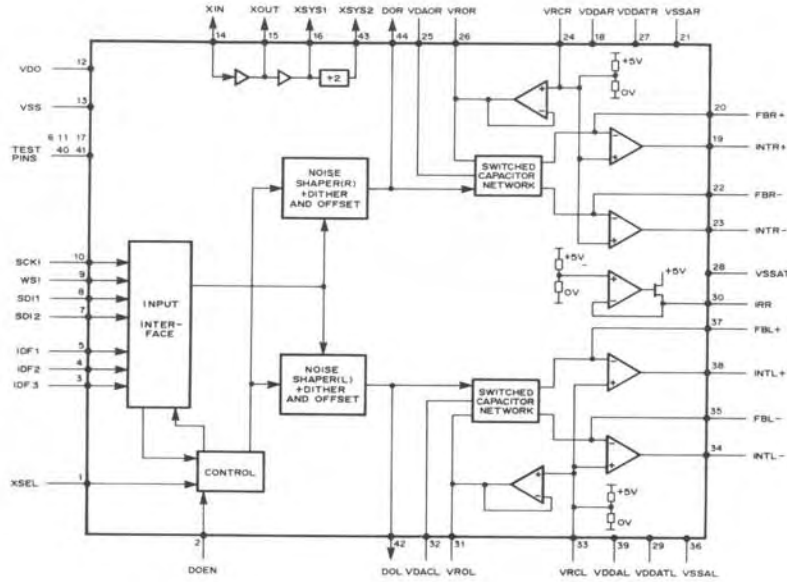 XIN XOUT XSYS1 XSYS2 DOR VDAOR VROR VRCR VDDAR VDDATR VSSAR
14 15 16 43 44 25 26 24 18 27 21
÷2
+5V
0V
VDO 12
VSS 13
6 11 17
TEST PINS 40 41
SCKI 10
WSI 9
SDI1 8
SDI2 7
IDF1 5
IDF2 4
IDF3 3
XSEL 1
INPUT
INTER-
FACE
CONTROL
NOISE
SHAPER(R)
+DITHER
AND OFFSET
NOISE
SHAPER(L)
+DITHER
AND OFFSET
SWITCHED
CAPACITOR
NETWORK
SWITCHED
CAPACITOR
NETWORK
+5V
0V
+5V
20 FBR+
19 INTR+
22 FBR-
23 INTR-
28 VSSAT
30 IRR
37 FBL+
38 INTL+
35 FBL-
34 INTL-
+5V
0V
2 42 32 31 33 39 29 36
DOEN DOL VDACL VROL VRCL VDDAL VDDATL VSSAL